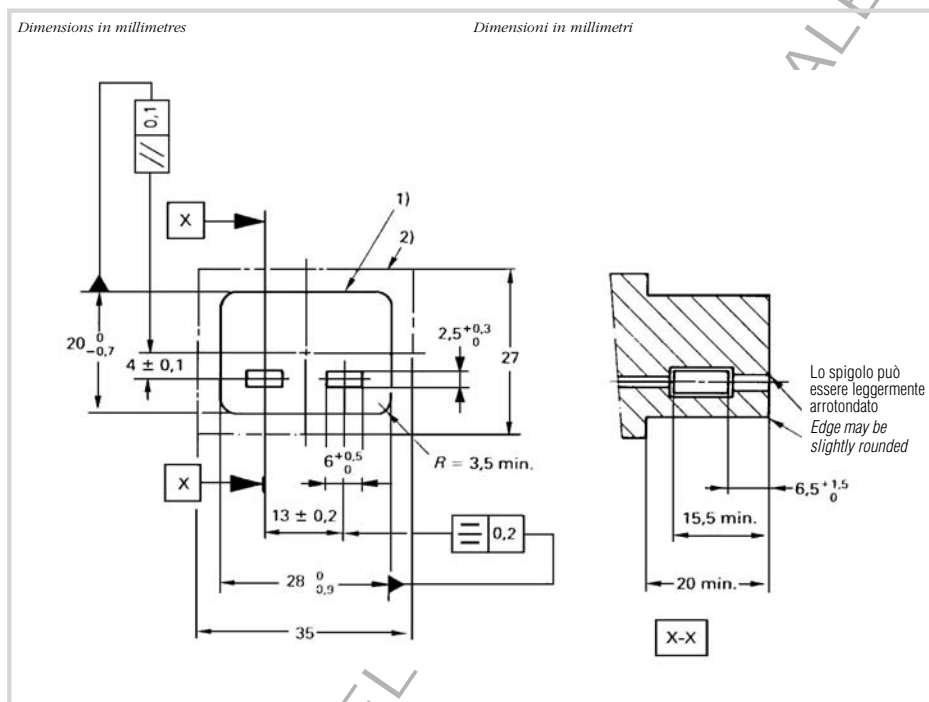 Dimensions in millimetres
Dimensioni in millimetri
ALE
// 0,1
X
1)
2)
20 0 -0,7
4 ± 0,1
2,5 +0,3 0
27
Lo spigolo può
essere leggermente
arrotondato
Edge may be
slightly rounded
6 +0,5 0
R = 3,5 min.
X
6,5 +1,5 0
13 ± 0,2
0,2
15,5 min.
28 0 0,9
20 min.
35
X-X
EL